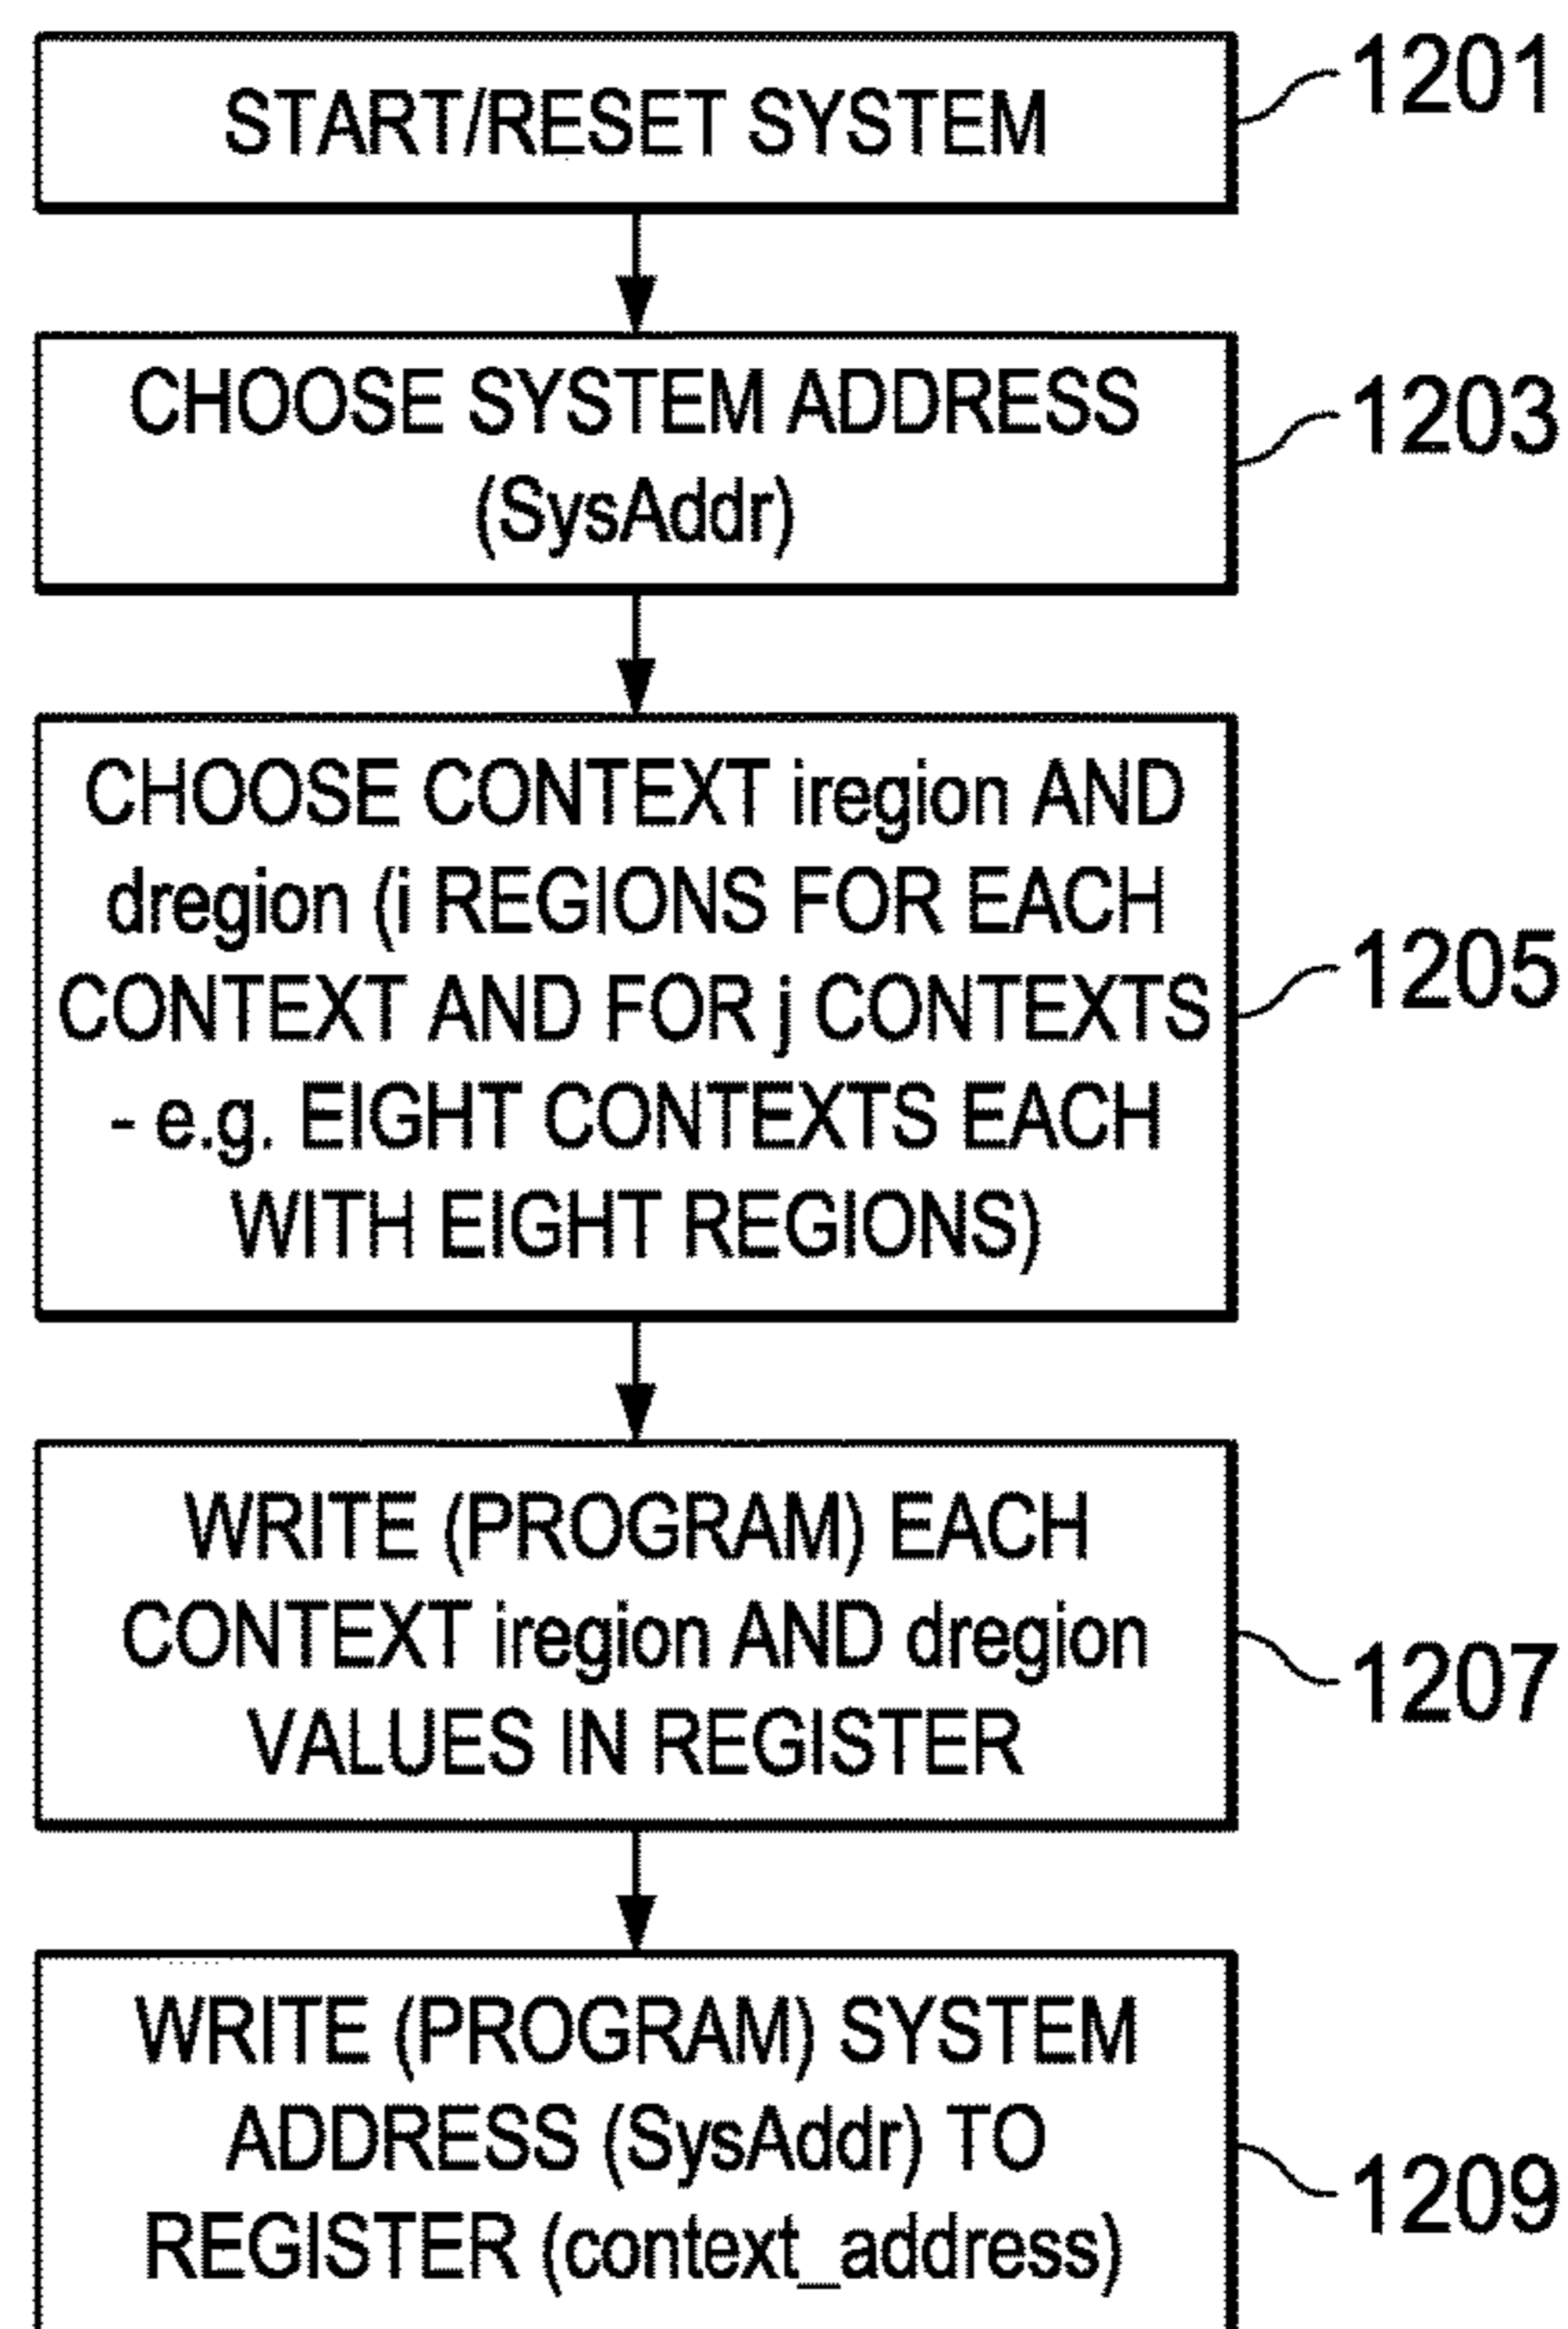 START/RESET SYSTEM
1201
CHOOSE SYSTEM ADDRESS
(SysAddr)
1203
CHOOSE CONTEXT iregion AND
dregion (i REGIONS FOR EACH
CONTEXT AND FOR j CONTEXTS
- e.g. EIGHT CONTEXTS EACH
WITH EIGHT REGIONS)
1205
WRITE (PROGRAM) EACH
CONTEXT iregion AND dregion
VALUES IN REGISTER
1207
WRITE (PROGRAM) SYSTEM
ADDRESS (SysAddr) TO
REGISTER (context_address)
1209